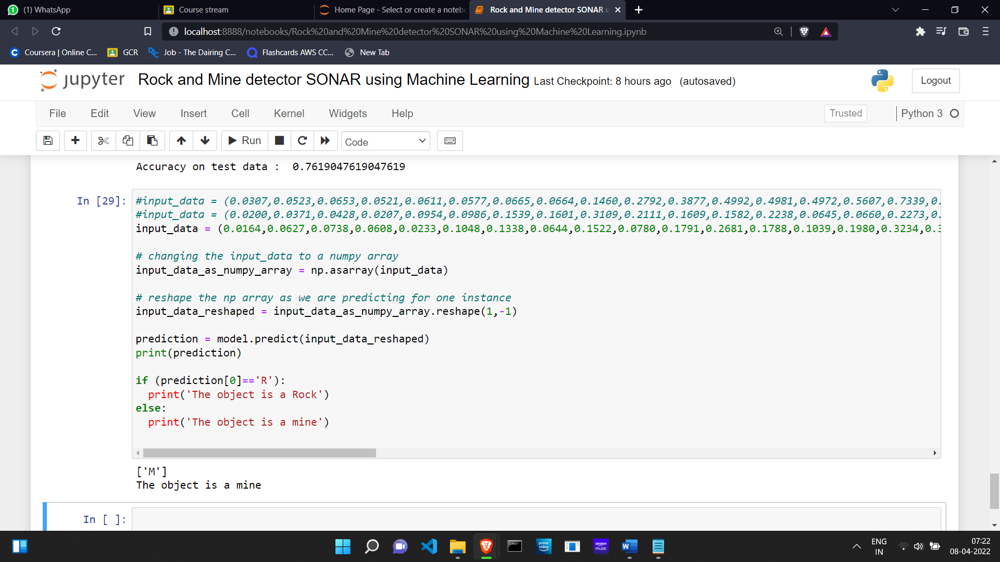 (1) WhatsApp
Course stream
Home Page - Select or create a notebo
Rock and Mine detector SONAR u
localhost:8888/notebooks/Rock%20and%20Mine%20detector%20SONAR%20using%20Machine%20Learning.ipynb
Coursera | Online C...
GCR
Job - The Dairing C...
Flashcards AWS CC...
New Tab
jupyter
Rock and Mine detector SONAR using Machine Learning Last Checkpoint: 8 hours ago (autosaved)
Logout
File Edit View Insert Cell Kernel Widgets Help
Trusted
Python 3
Run
Code
Accuracy on test data :  0.7619047619047619
In [29]:
#input_data = (0.0307,0.0523,0.0653,0.0521,0.0611,0.0577,0.0665,0.0664,0.1460,0.2792,0.3877,0.4992,0.4981,0.4972,0.5607,0.7339,0.
#input_data = (0.0200,0.0371,0.0428,0.0207,0.0954,0.0986,0.1539,0.1601,0.3109,0.2111,0.1609,0.1582,0.2238,0.0645,0.0660,0.2273,0.
input_data = (0.0164,0.0627,0.0738,0.0608,0.0233,0.1048,0.1338,0.0644,0.1522,0.0780,0.1791,0.2681,0.1788,0.1039,0.1980,0.3234,0.3
# changing the input_data to a numpy array
input_data_as_numpy_array = np.asarray(input_data)
# reshape the np array as we are predicting for one instance
input_data_reshaped = input_data_as_numpy_array.reshape(1,-1)
prediction = model.predict(input_data_reshaped)
print(prediction)
if (prediction[0]=='R'):
  print('The object is a Rock')
else:
  print('The object is a mine')
['M']
The object is a mine
In [ ]:
prime video
amazon music
ENG
IN
07:22
08-04-2022